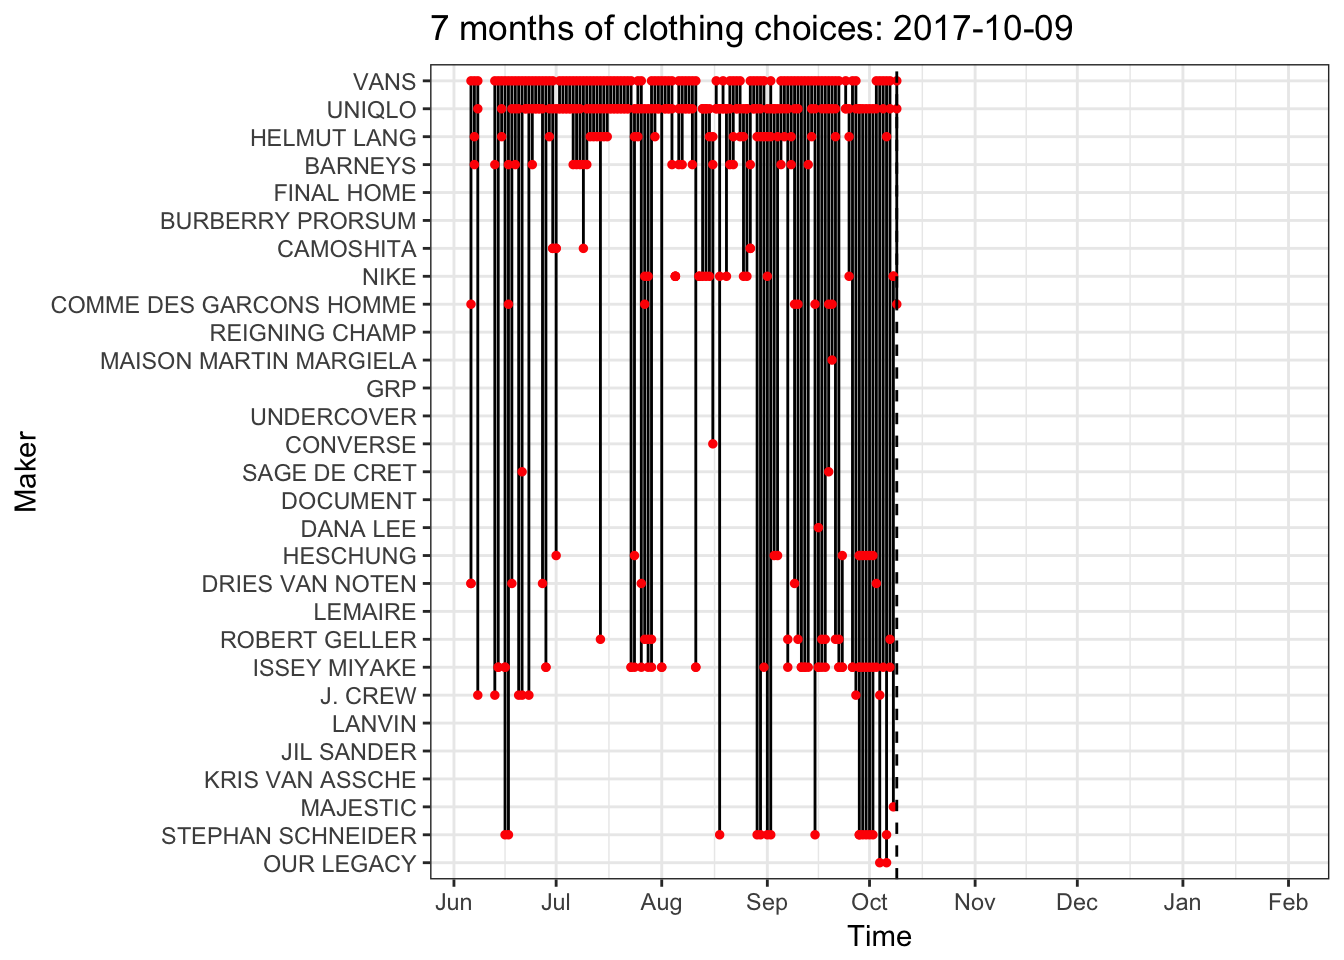 7 months of clothing choices: 2017-10-09
VANS
UNIQLO
HELMUT LANG
BARNEYS
FINAL HOME
BURBERRY PRORSUM
CAMOSHITA
NIKE
COMME DES GARCONS HOMME
REIGNING CHAMP
MAISON MARTIN MARGIELA
GRP
UNDERCOVER
CONVERSE
SAGE DE CRET
DOCUMENT
DANA LEE
HESCHUNG
DRIES VAN NOTEN
LEMAIRE
ROBERT GELLER
ISSEY MIYAKE
J. CREW
LANVIN
JIL SANDER
KRIS VAN ASSCHE
MAJESTIC
STEPHAN SCHNEIDER
OUR LEGACY
Maker
Jun Jul Aug Sep Oct Nov Dec Jan Feb
Time